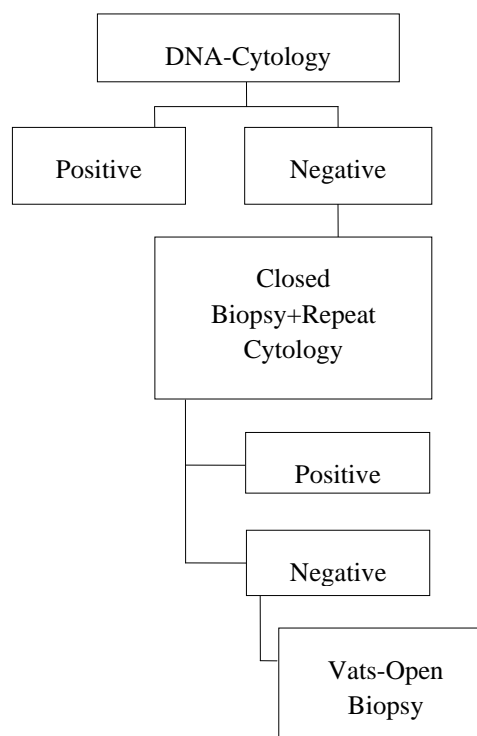 DNA-Cytology
Positive
Negative
Closed
Biopsy+Repeat
Cytology
Positive
Negative
Vats-Open
Biopsy